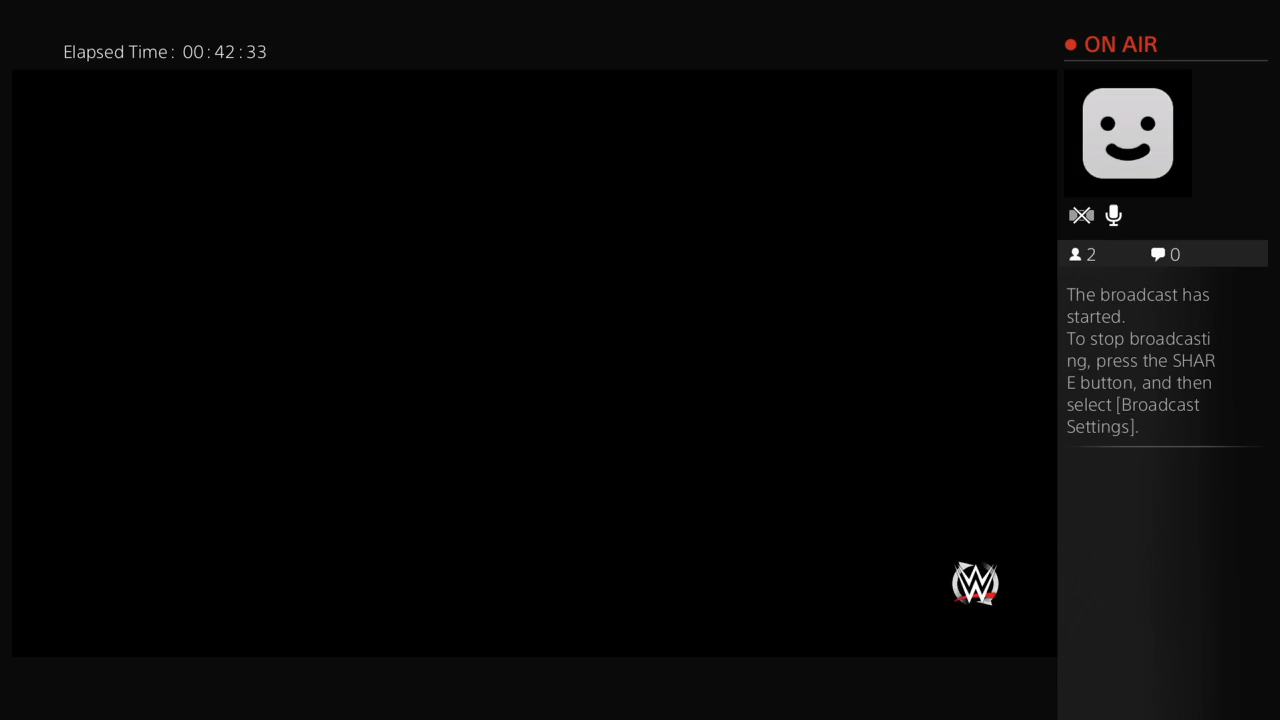 Elapsed Time: 00:42:33
ON AIR
2
0
The broadcast has
started.
To stop broadcasti
ng, press the SHAR
E button, and then
select [Broadcast
Settings].
W